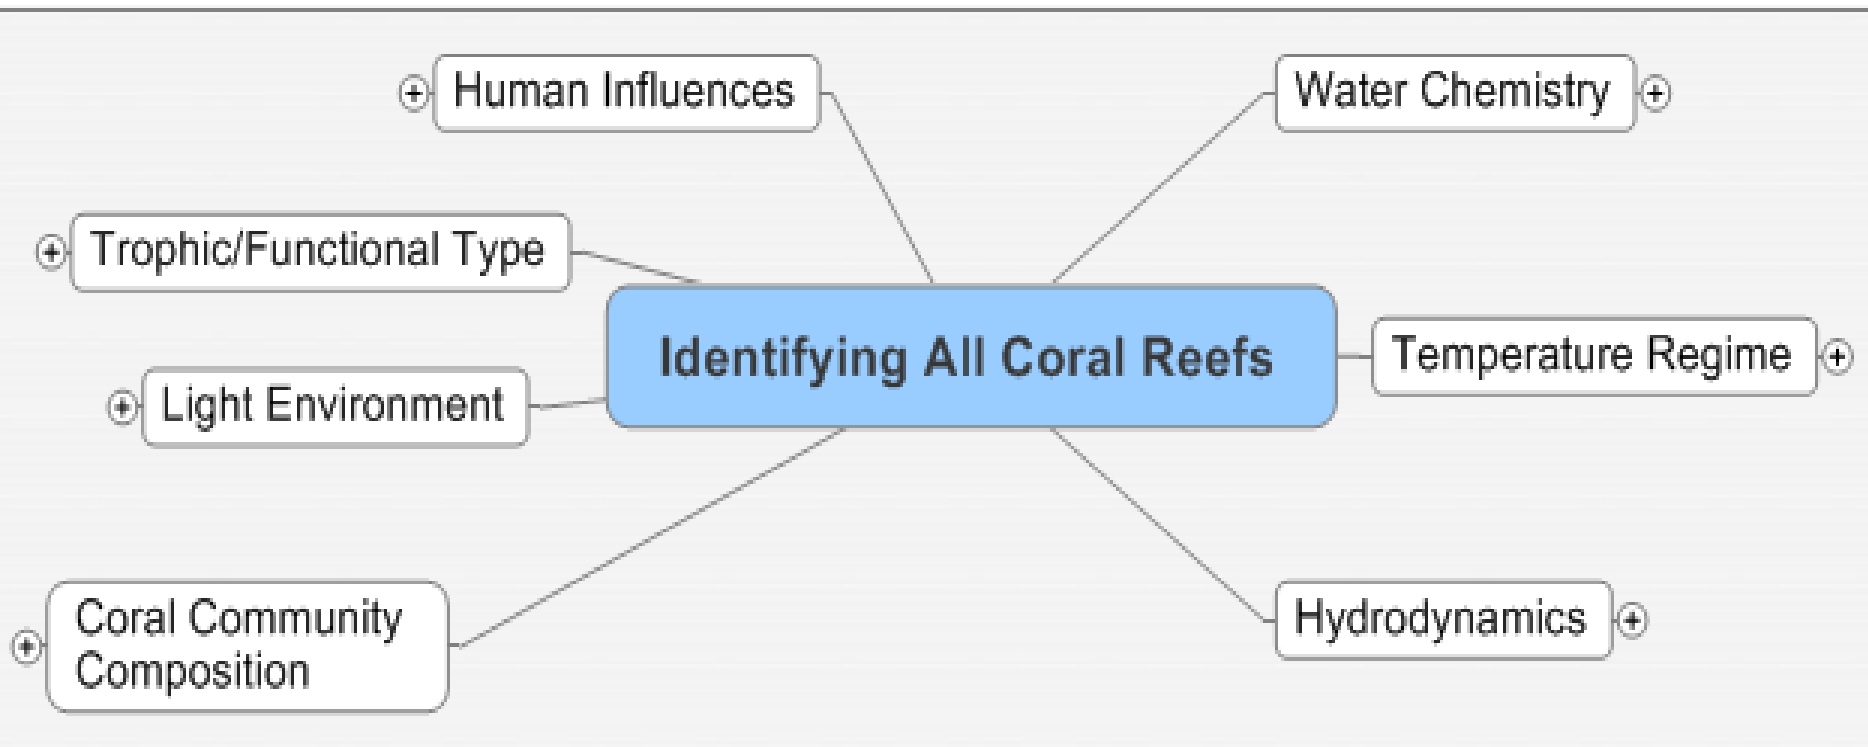 Human Influences
Water Chemistry
Trophic/Functional Type
Identifying All Coral Reefs
Temperature Regime
Light Environment
Coral Community
Composition
Hydrodynamics